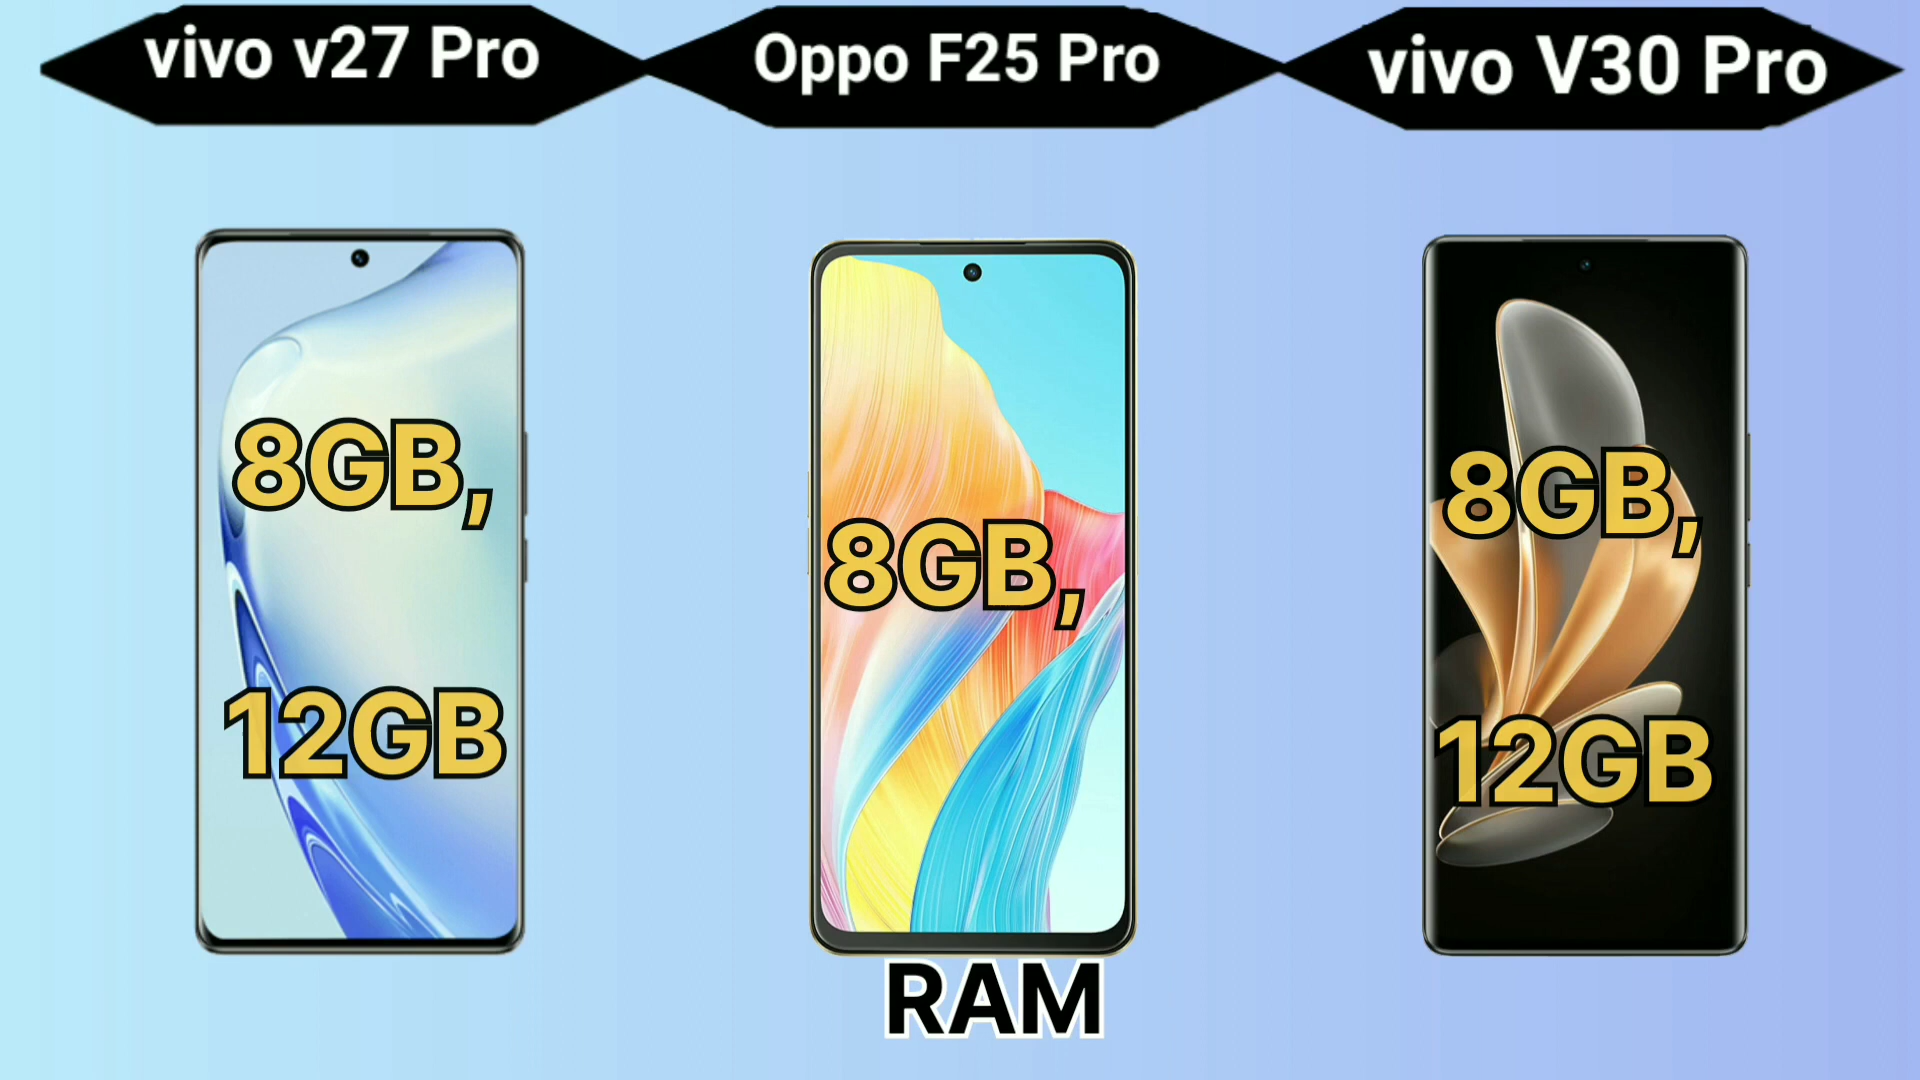 vivo v27 Pro
Oppo F25 Pro
vivo V30 Pro
8GB,
12GB
8GB,
8GB,
12GB
RAM